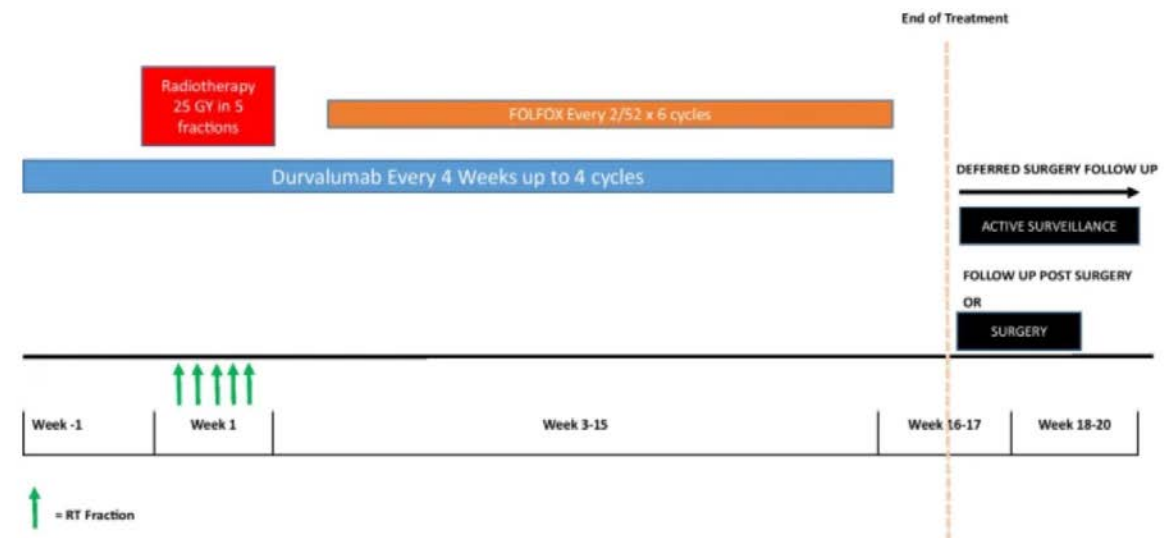 End of Treatment
Radiotherapy
25 GY in 5
fractions
FOLFOX Every 2/52 x 6 cycles
Durvalumab Every 4 Weeks up to 4 cycles
DEFERRED SURGERY FOLLOW UP
ACTIVE SURVEILLANCE
FOLLOW UP POST SURGERY
OR
SURGERY
Week -1
Week 1
Week 3-15
Week 16-17
Week 18-20
= RT Fraction